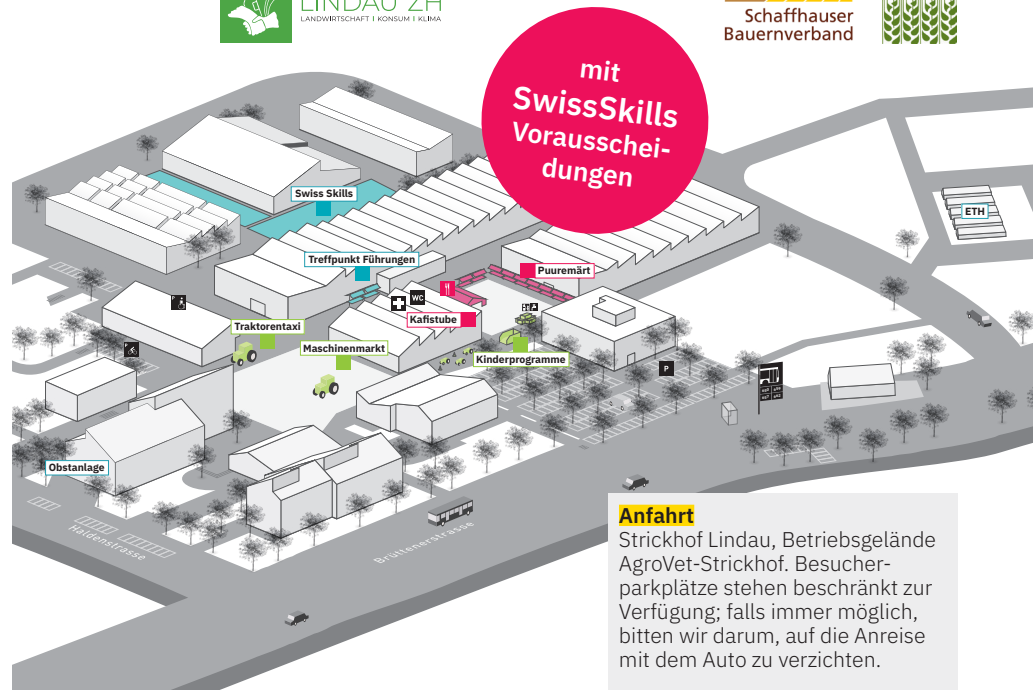 LINDAU ZH
LANDWIRTSCHAFT I KONSUM I KLIMA
Schaffhauser
Bauernverband
mit
SwissSkills
Vorausschei-
dungen
Swiss Skills
ETH
Treffpunkt Führungen
Puuremärt
WC
Kafistube
Traktorentaxi
Maschinenmarkt
Kinderprogramme
P
Obstanlage
Haldenstrasse
Brüttenerstrasse
Anfahrt
Strickhof Lindau, Betriebsgelände
AgroVet-Strickhof. Besucher-
parkplätze stehen beschränkt zur
Verfügung; falls immer möglich,
bitten wir darum, auf die Anreise
mit dem Auto zu verzichten.